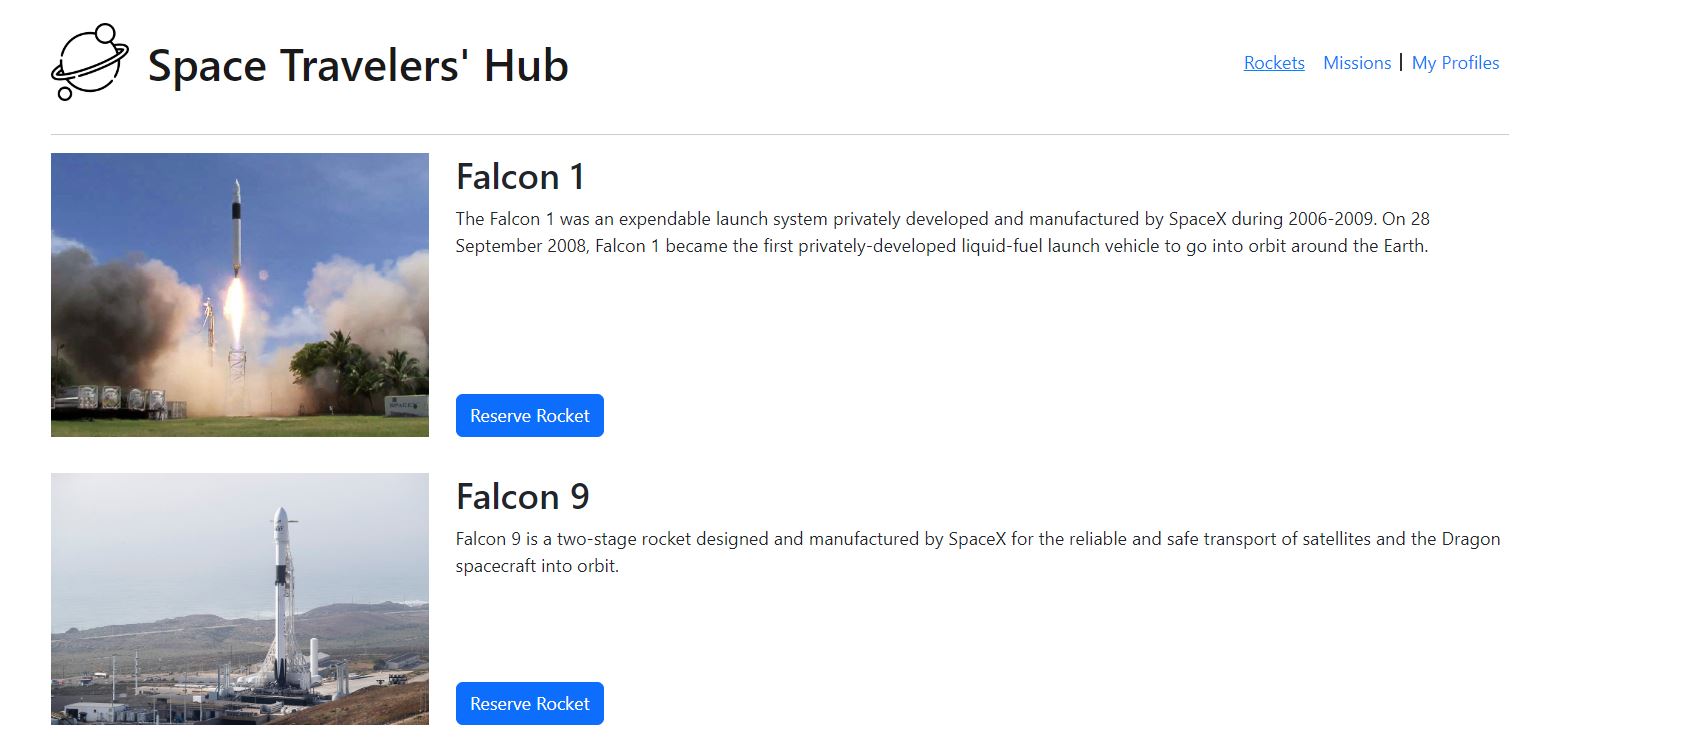 Space Travelers' Hub
Rockets Missions | My Profiles
Falcon 1
The Falcon 1 was an expendable launch system privately developed and manufactured by SpaceX during 2006-2009. On 28
September 2008, Falcon 1 became the first privately-developed liquid-fuel launch vehicle to go into orbit around the Earth.
Reserve Rocket
Falcon 9
Falcon 9 is a two-stage rocket designed and manufactured by SpaceX for the reliable and safe transport of satellites and the Dragon
spacecraft into orbit.
Reserve Rocket